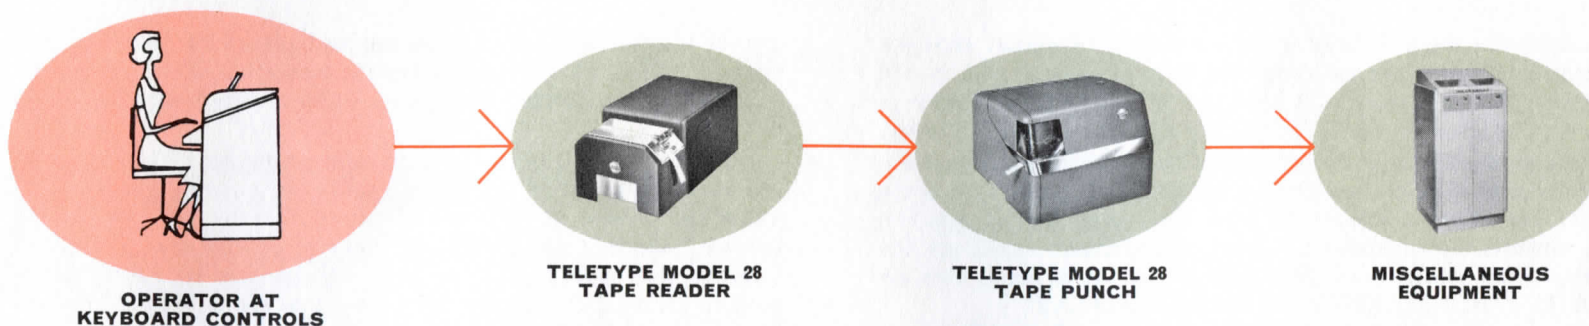 OPERATOR AT
KEYBOARD CONTROLS
TELETYPE MODEL 28
TAPE READER
TELETYPE MODEL 28
TAPE PUNCH
MISCELLANEOUS
EQUIPMENT